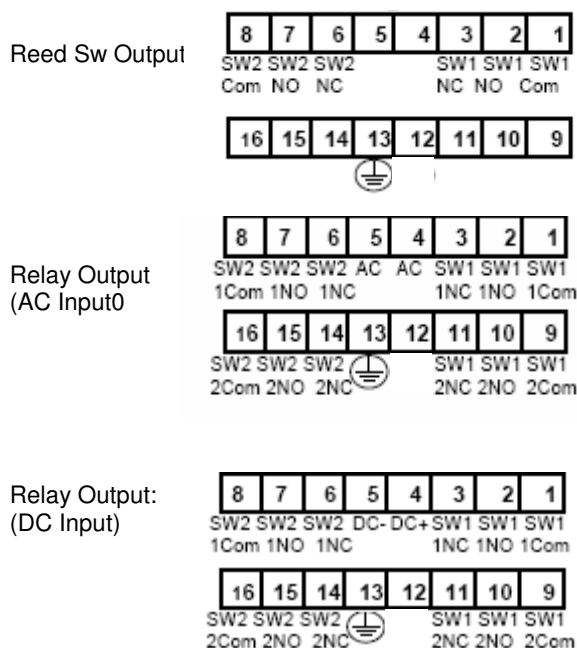 Reed Sw Output
8 7 6 5 4 3 2 1
SW2 SW2 SW2 SW1 SW1 SW1
Com NO NC NC NO Com
16 15 14 13 12 11 10 9
Relay Output
(AC Input0
8 7 6 5 4 3 2 1
SW2 SW2 SW2 AC AC SW1 SW1 SW1
1Com 1NO 1NC 1NC 1NO 1Com
16 15 14 13 12 11 10 9
SW2 SW2 SW2 SW1 SW1 SW1
2Com 2NO 2NC 2NC 2NO 2Com
Relay Output:
(DC Input)
8 7 6 5 4 3 2 1
SW2 SW2 SW2 DC- DC+ SW1 SW1 SW1
1Com 1NO 1NC 1NC 1NO 1Com
16 15 14 13 12 11 10 9
SW2 SW2 SW2 SW1 SW1 SW1
2Com 2NO 2NC 2NC 2NO 2Com